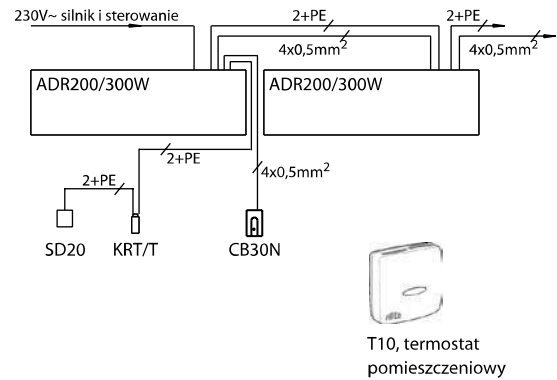 230V~ silnik i sterowanie
2+PE
2+PE
4x0,5mm²
4x0,5mm²
ADR200/300W
ADR200/300W
2+PE
4x0,5mm²
2+PE
SD20
KRT/T
CB30N
T10, termostat
pomieszczeniowy